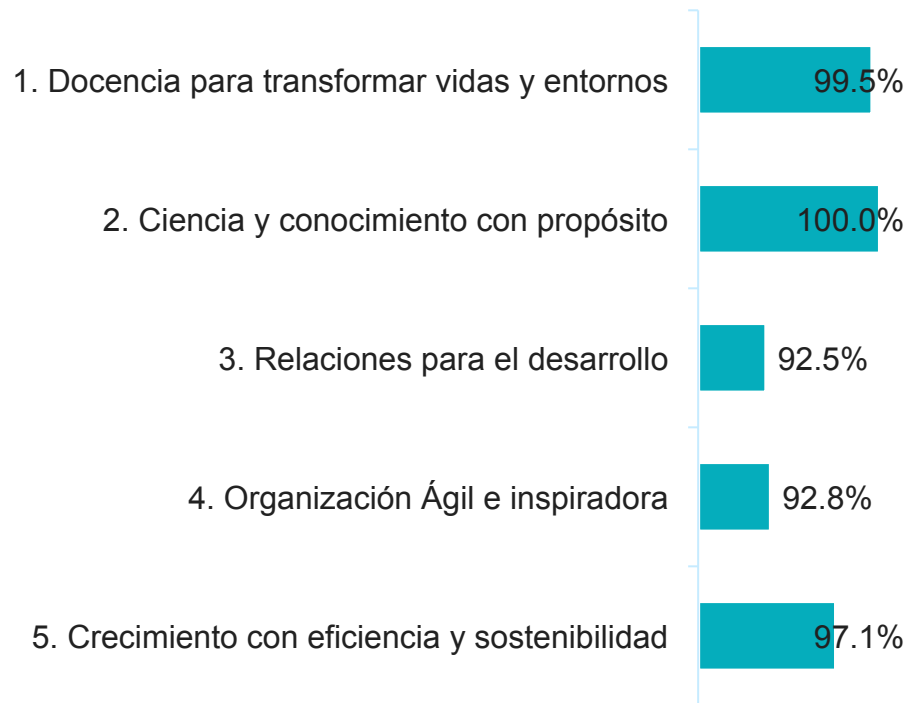 1. Docencia para transformar vidas y entornos 99.5%
2. Ciencia y conocimiento con propósito 100.0%
3. Relaciones para el desarrollo 92.5%
4. Organización Ágil e inspiradora 92.8%
5. Crecimiento con eficiencia y sostenibilidad 97.1%